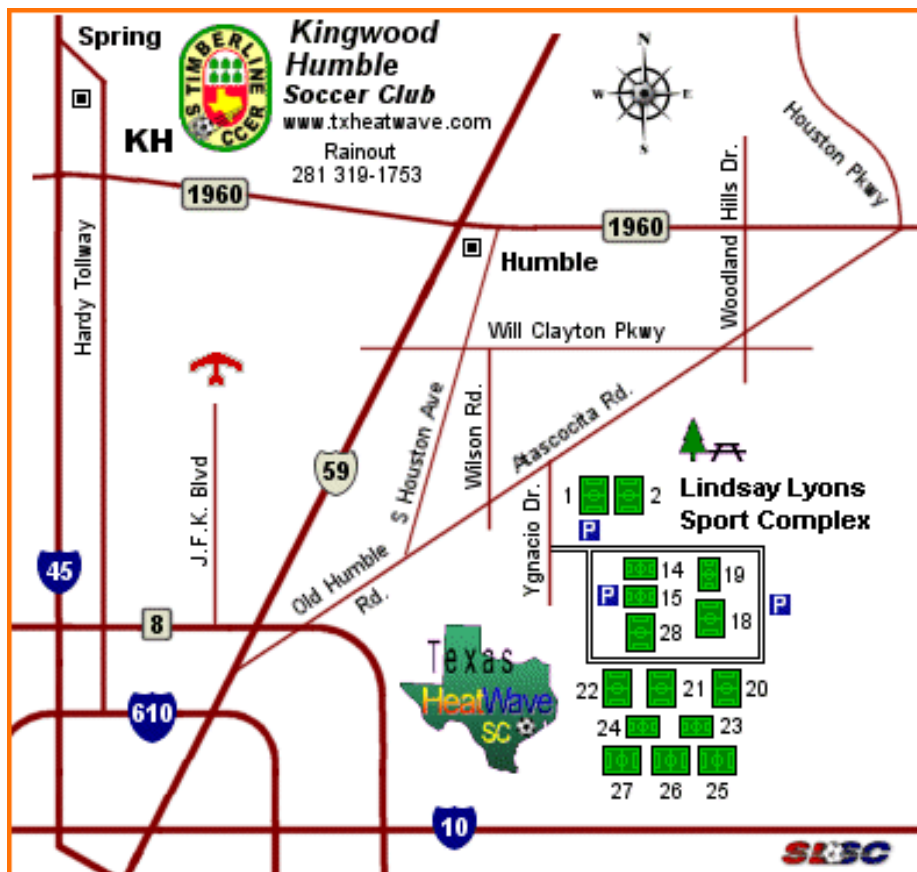 Spring
TIMBERLINE
SOCCER
KH
Kingwood
Humble
Soccer Club
www.txheatwave.com
Rainout
281 319-1753
N
W
E
S
Houston Pkwy
Woodland Hills Dr.
1960
1960
Humble
Hardy Tollway
Will Clayton Pkwy
S Houston Ave
Wilson Rd.
Atascocita Rd.
59
J.F.K. Blvd
Old Humble
Rd.
Ygnacio Dr.
1
2
P
Lindsay Lyons
Sport Complex
45
8
14
19
P
15
P
28
18
Texas
HeatWave
SC
22
21
20
610
24
23
27
26
25
10
SLSC